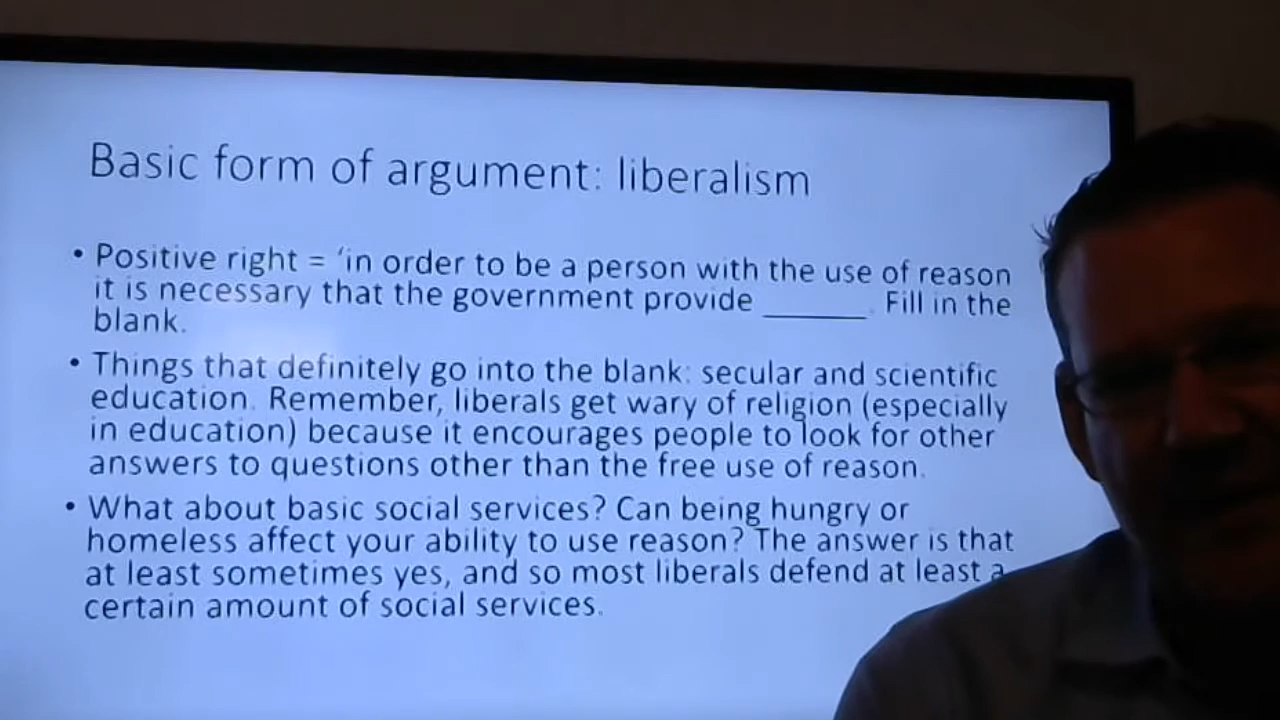 Basic form of argument: liberalism
• Positive right = ‘in order to be a person with the use of reason
it is necessary that the government provide _______. Fill in the
blank.
• Things that definitely go into the blank: secular and scientific
education. Remember, liberals get wary of religion (especially
in education) because it encourages people to look for other
answers to questions other than the free use of reason.
• What about basic social services? Can being hungry or
homeless affect your ability to use reason? The answer is that
at least sometimes yes, and so most liberals defend at least a
certain amount of social services.